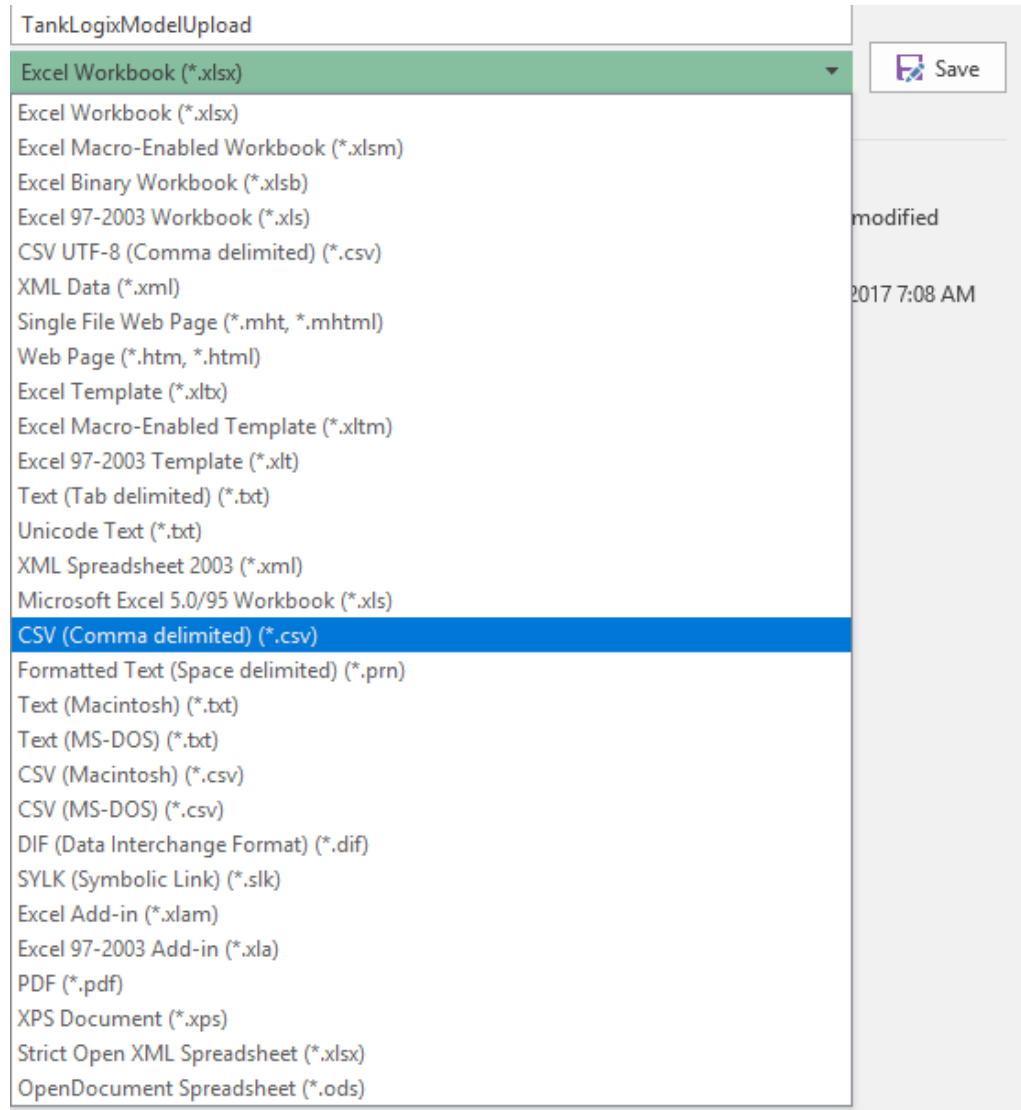 TankLogixModelUpload
Excel Workbook (*.xlsx)
Save
Excel Workbook (*.xlsx)
Excel Macro-Enabled Workbook (*.xlsm)
Excel Binary Workbook (*.xlsb)
Excel 97-2003 Workbook (*.xls)
modified
CSV UTF-8 (Comma delimited) (*.csv)
XML Data (*.xml)
2017 7:08 AM
Single File Web Page (*.mht, *.mhtml)
Web Page (*.htm, *.html)
Excel Template (*.xltx)
Excel Macro-Enabled Template (*.xltm)
Excel 97-2003 Template (*.xlt)
Text (Tab delimited) (*.txt)
Unicode Text (*.txt)
XML Spreadsheet 2003 (*.xml)
Microsoft Excel 5.0/95 Workbook (*.xls)
CSV (Comma delimited) (*.csv)
Formatted Text (Space delimited) (*.prn)
Text (Macintosh) (*.txt)
Text (MS-DOS) (*.txt)
CSV (Macintosh) (*.csv)
CSV (MS-DOS) (*.csv)
DIF (Data Interchange Format) (*.dif)
SYLK (Symbolic Link) (*.slk)
Excel Add-in (*.xlam)
Excel 97-2003 Add-in (*.xla)
PDF (*.pdf)
XPS Document (*.xps)
Strict Open XML Spreadsheet (*.xlsx)
OpenDocument Spreadsheet (*.ods)